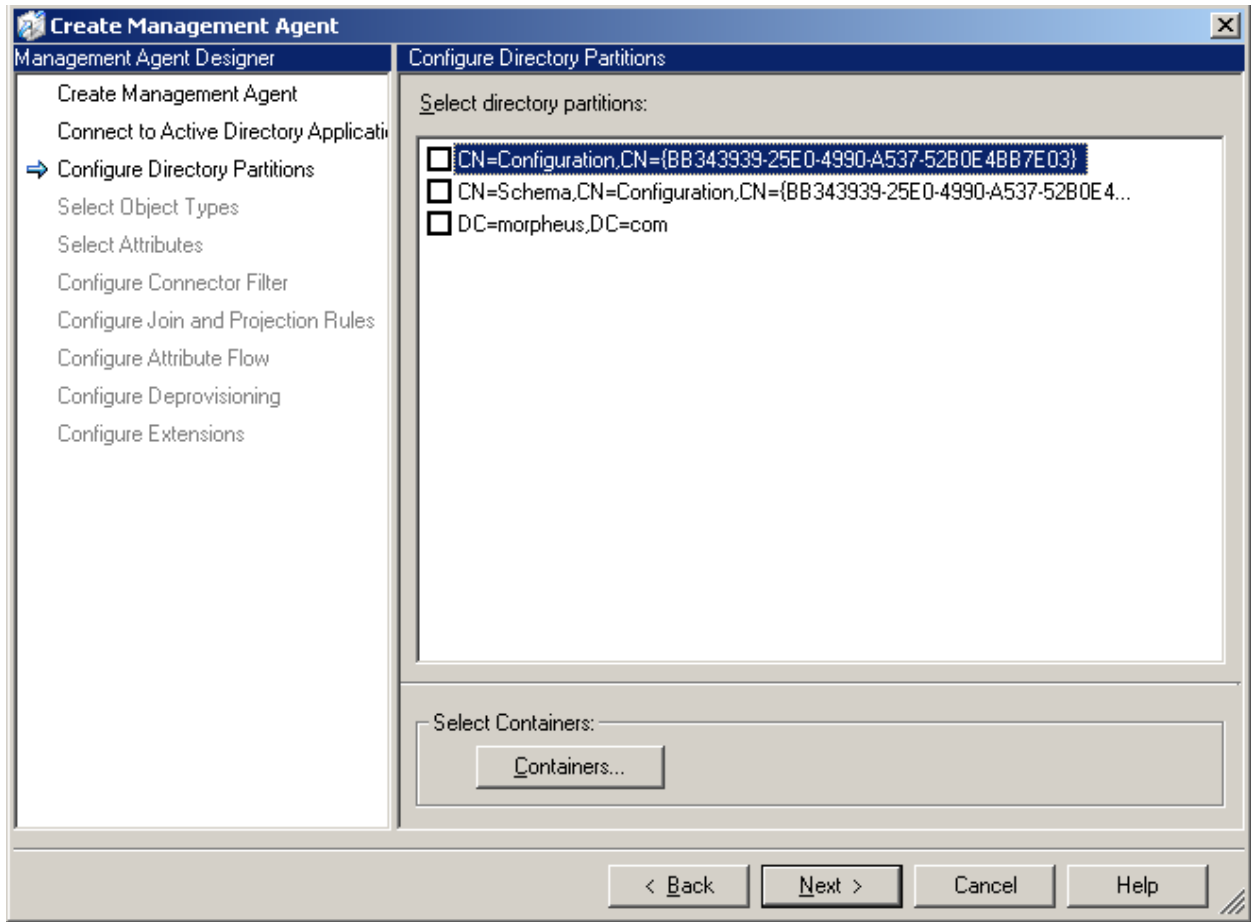 Create Management Agent
Management Agent Designer
Configure Directory Partitions
Create Management Agent
Connect to Active Directory Applicati
Configure Directory Partitions
Select Object Types
Select Attributes
Configure Connector Filter
Configure Join and Projection Rules
Configure Attribute Flow
Configure Deprovisioning
Configure Extensions
Select directory partitions:
CN=Configuration,CN={BB343939-25E0-4990-A537-52B0E4BB7E03}
CN=Schema,CN=Configuration,CN={BB343939-25E0-4990-A537-52B0E4...
DC=morpheus,DC=com
Select Containers:
Containers...
< Back
Next >
Cancel
Help